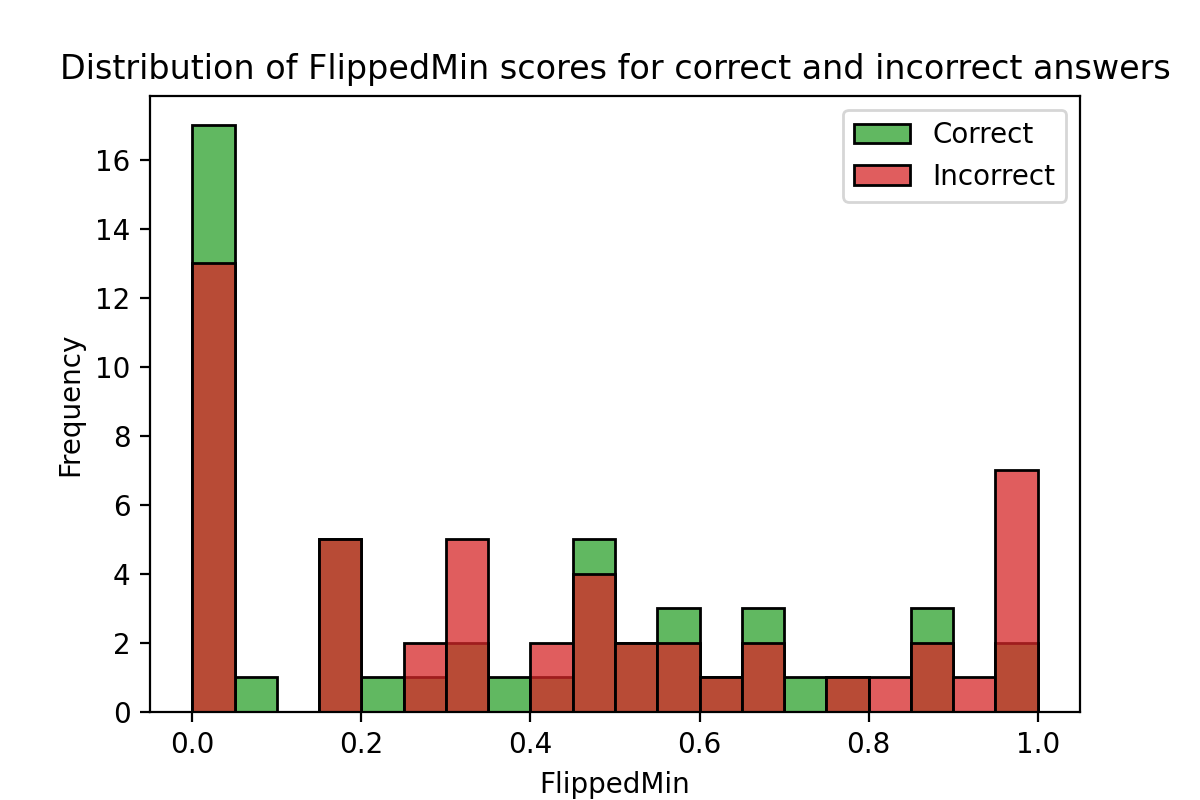 Distribution of FlippedMin scores for correct and incorrect answers
Correct
Incorrect
Frequency
16
14
12
10
8
6
4
2
0
0.0 0.2 0.4 0.6 0.8 1.0
FlippedMin